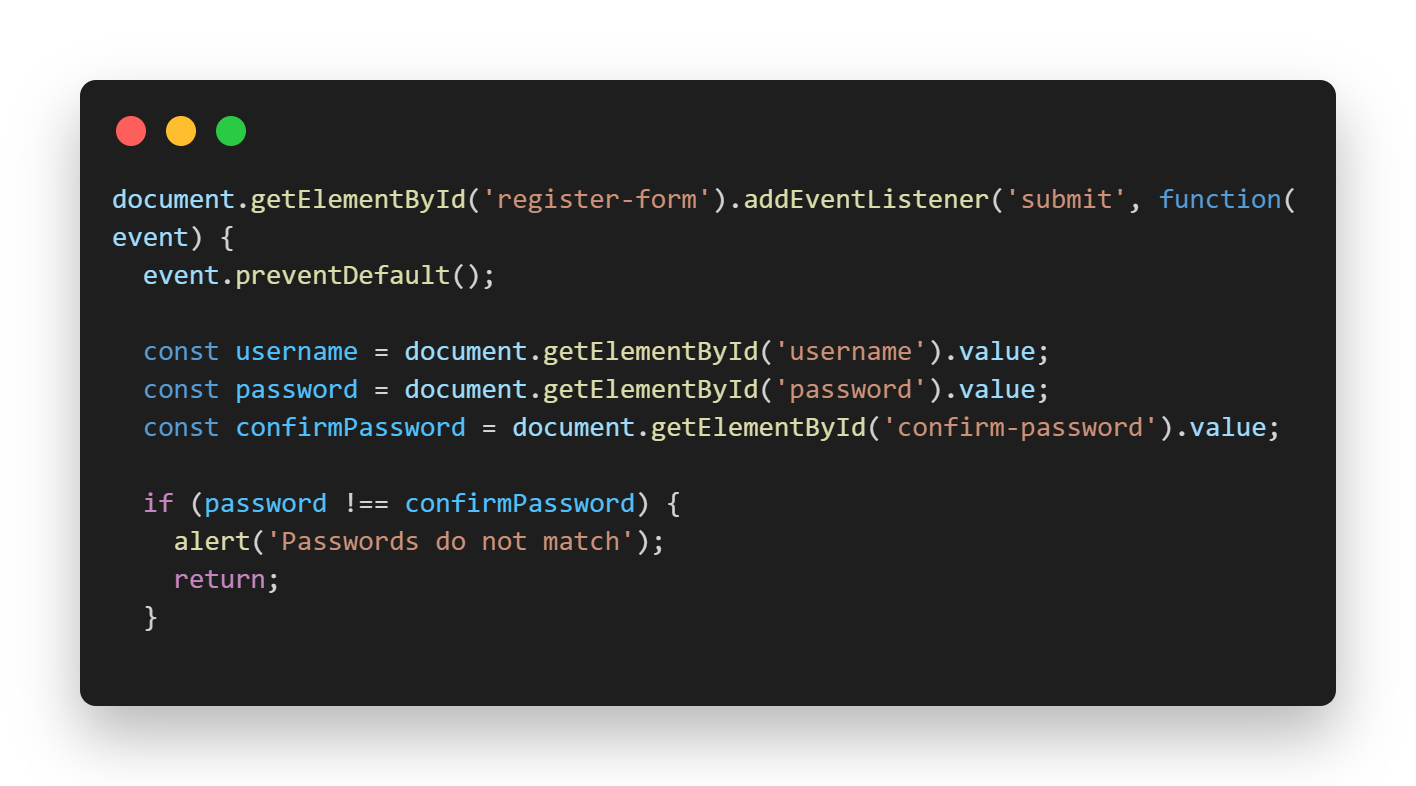 document.getElementById('register-form').addEventListener('submit', function(
event) {
  event.preventDefault();

  const username = document.getElementById('username').value;
  const password = document.getElementById('password').value;
  const confirmPassword = document.getElementById('confirm-password').value;

  if (password !== confirmPassword) {
    alert('Passwords do not match');
    return;
  }